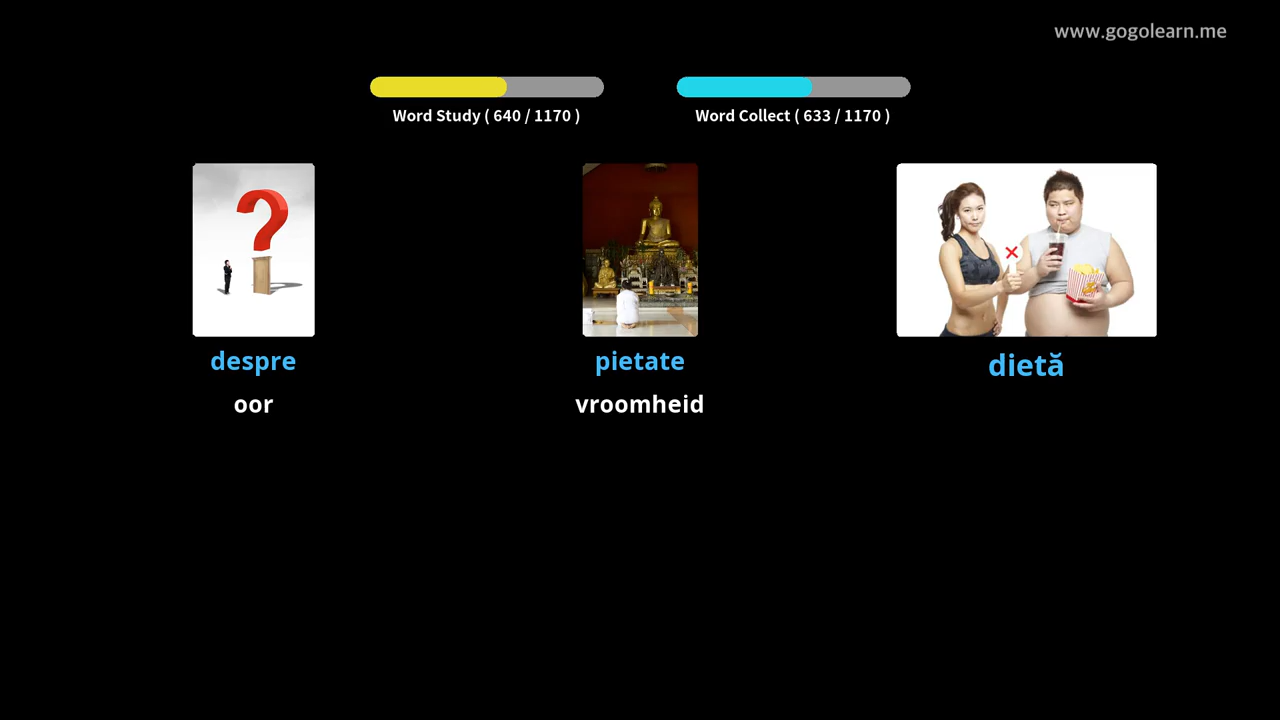 www.gogolearn.me
Word Study ( 640 / 1170 )
Word Collect ( 633 / 1170 )
despre
pietate
dietă
oor
vroomheid